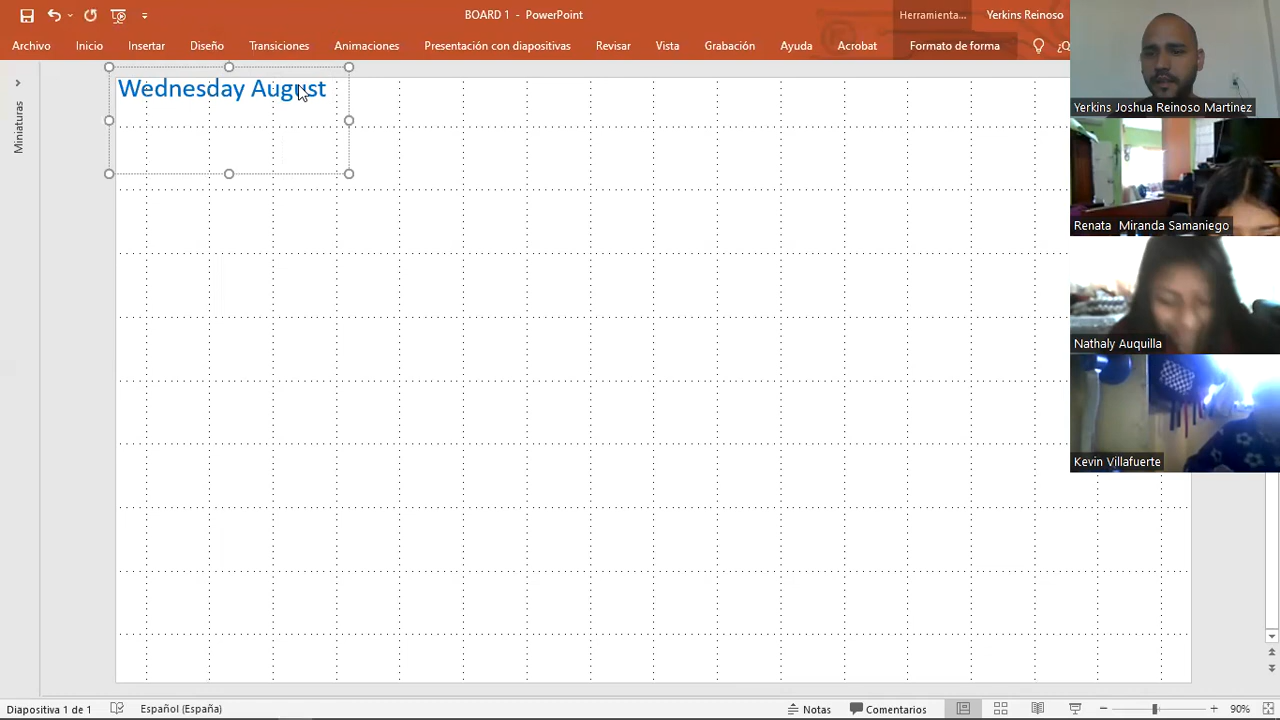 BOARD 1 - PowerPoint
Herramienta...
Yerkins Reinoso
Archivo
Inicio
Insertar
Diseño
Transiciones
Animaciones
Presentación con diapositivas
Revisar
Vista
Grabación
Ayuda
Acrobat
Formato de forma
¿Q
Miniaturas
Wednesday August
Yerkins Joshua Reinoso Martínez
Renata Miranda Samaniego
Nathaly Auquilla
Kevin Villafuerte
Diapositiva 1 de 1
Español (España)
Notas
Comentarios
90%